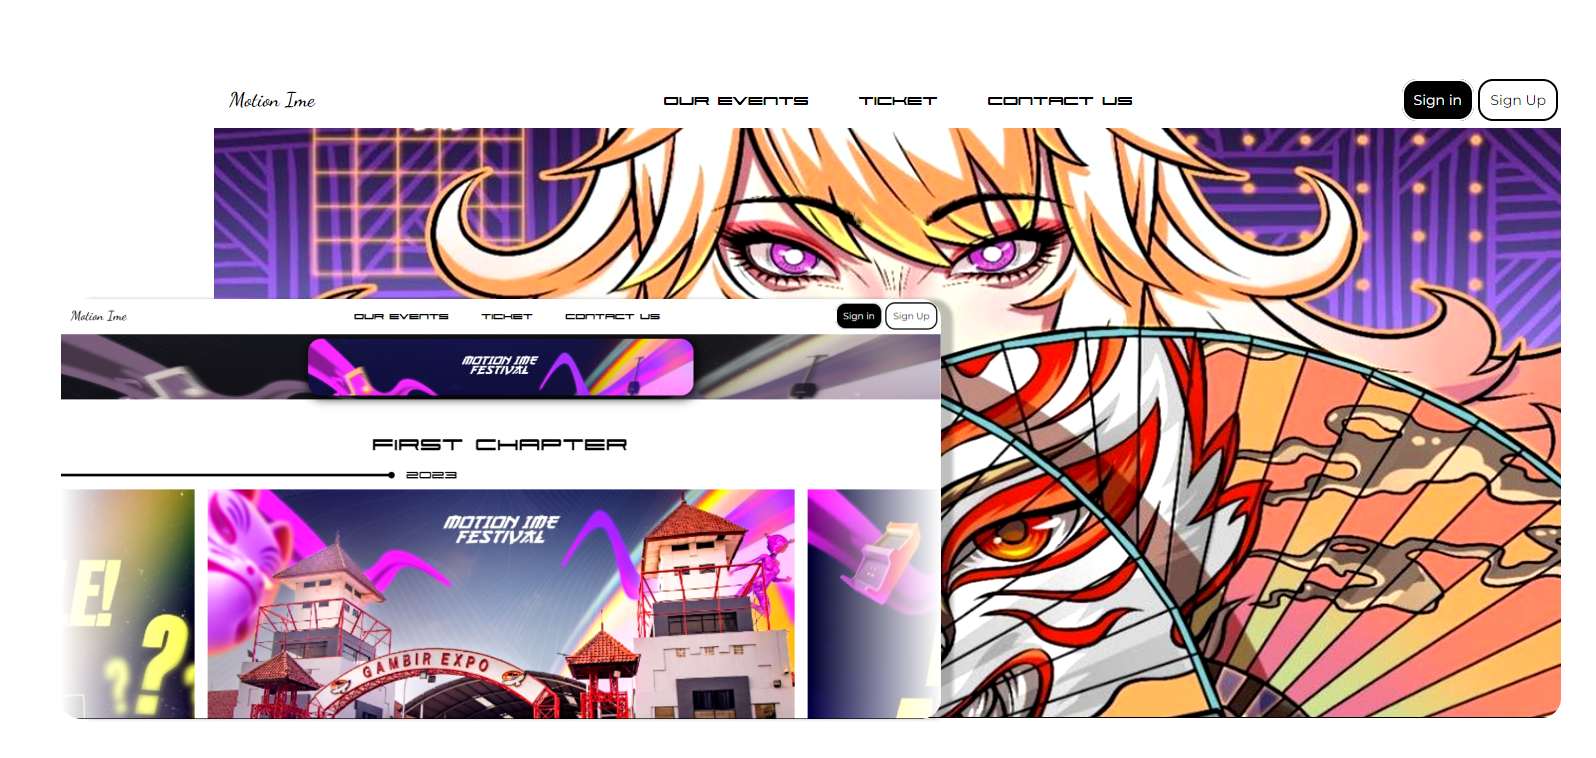 Motion Ime
OUR EVENTS
TICKET
CONTACT US
Sign in
Sign Up
Motion Ime
OUR EVENTS
TICKET
CONTACT US
Sign in
Sign Up
MOTION IME
FESTIVAL
FIRST CHAPTER
2023
MOTION IME
FESTIVAL
E!
???
GAMBIR EXPO